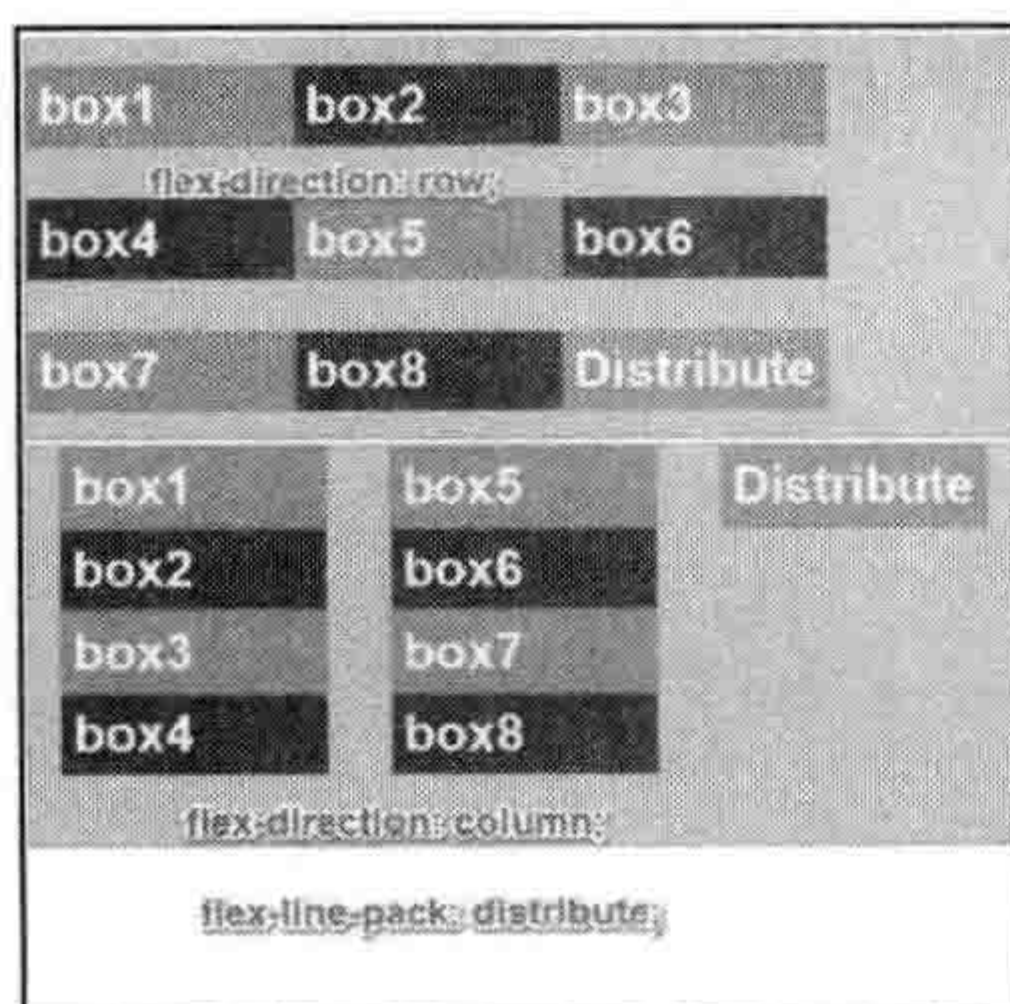 box1 box2 box3
flex-direction: row;
box4 box5 box6
box7 box8 Distribute
box1 box5 Distribute
box2 box6
box3 box7
box4 box8
flex-direction: column;
flex-line-pack: distribute;